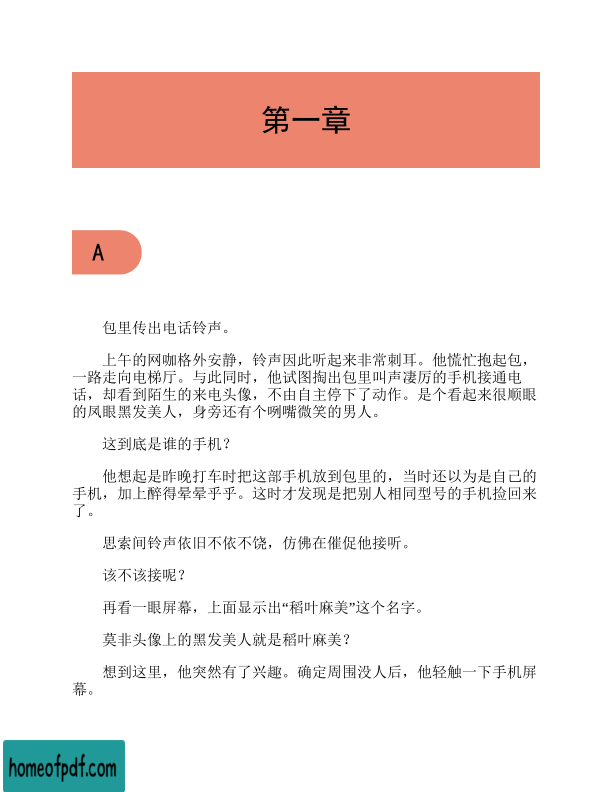 第一章
A
包里传出电话铃声。
上午的网咖格外安静，铃声因此听起来非常刺耳。他慌忙抱起包，
一路走向电梯厅。与此同时，他试图掏出包里叫声凄厉的手机接通电
话，却看到陌生的来电头像，不由自主停下了动作。是个看起来很顺眼
的凤眼黑发美人，身旁还有个咧嘴微笑的男人。
这到底是谁的手机？
他想起是昨晚打车时把这部手机放到包里的，当时还以为是自己的
手机，加上醉得晕晕乎乎。这时才发现是把别人相同型号的手机捡回来
了。
思索间铃声依旧不依不饶，仿佛在催促他接听。
该不该接呢？
再看一眼屏幕，上面显示出“稻叶麻美”这个名字。
莫非头像上的黑发美人就是稻叶麻美？
想到这里，他突然有了兴趣。确定周围没人后，他轻触一下手机屏
幕。
homeofpdf.com